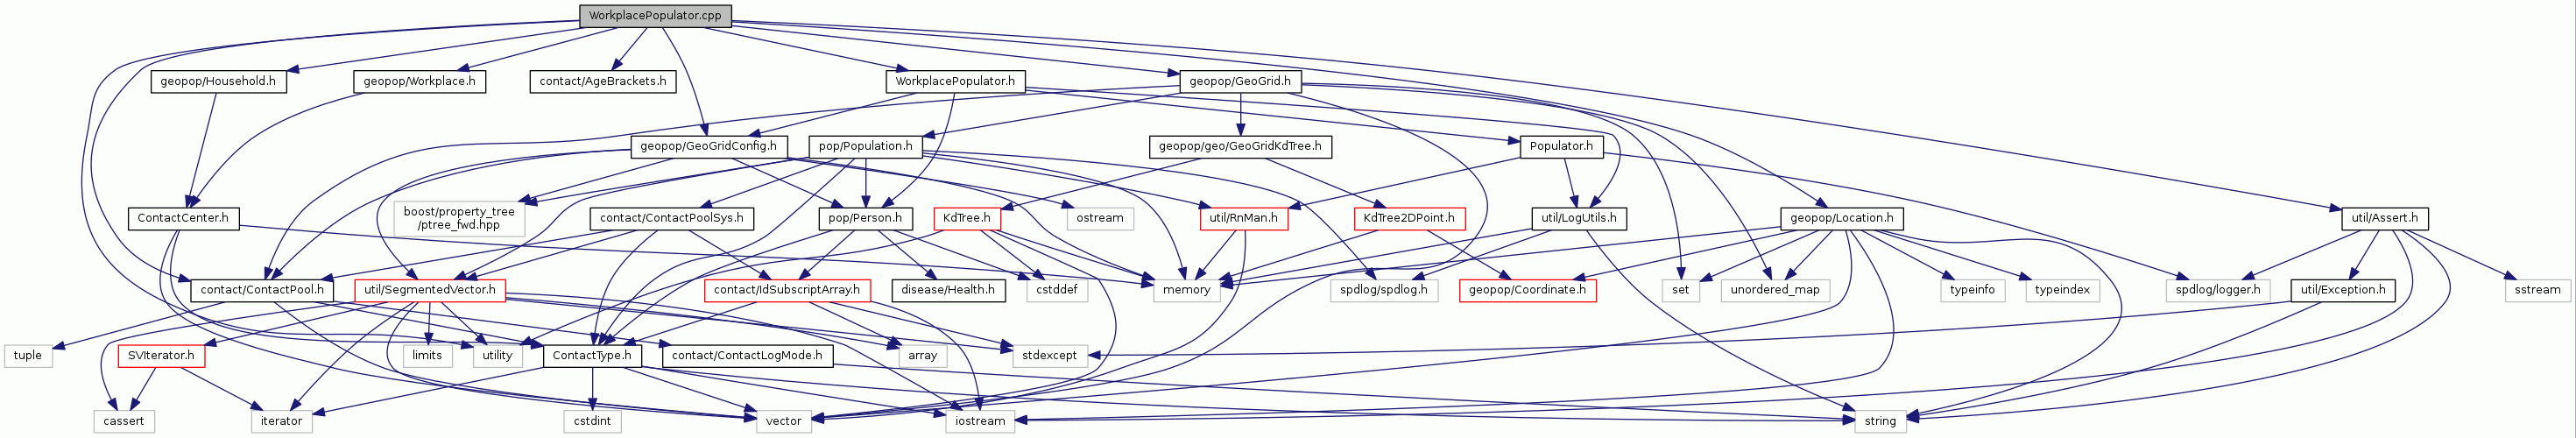 WorkplacePopulator.cpp
geopop/Household.h
geopop/Workplace.h
contact/AgeBrackets.h
WorkplacePopulator.h
geopop/GeoGrid.h
geopop/GeoGridConfig.h
pop/Population.h
geopop/geo/GeoGridKdTree.h
Populator.h
ContactCenter.h
boost/property_tree
/ptree_fwd.hpp
contact/ContactPoolSys.h
pop/Person.h
KdTree.h
ostream
util/RnMan.h
KdTree2DPoint.h
util/LogUtils.h
geopop/Location.h
util/Assert.h
contact/ContactPool.h
util/SegmentedVector.h
contact/IdSubscriptArray.h
disease/Health.h
cstddef
memory
spdlog/spdlog.h
geopop/Coordinate.h
set
unordered_map
typeinfo
typeindex
spdlog/logger.h
util/Exception.h
sstream
tuple
SVIterator.h
limits
utility
ContactType.h
contact/ContactLogMode.h
array
stdexcept
cassert
iterator
cstdint
vector
iostream
string